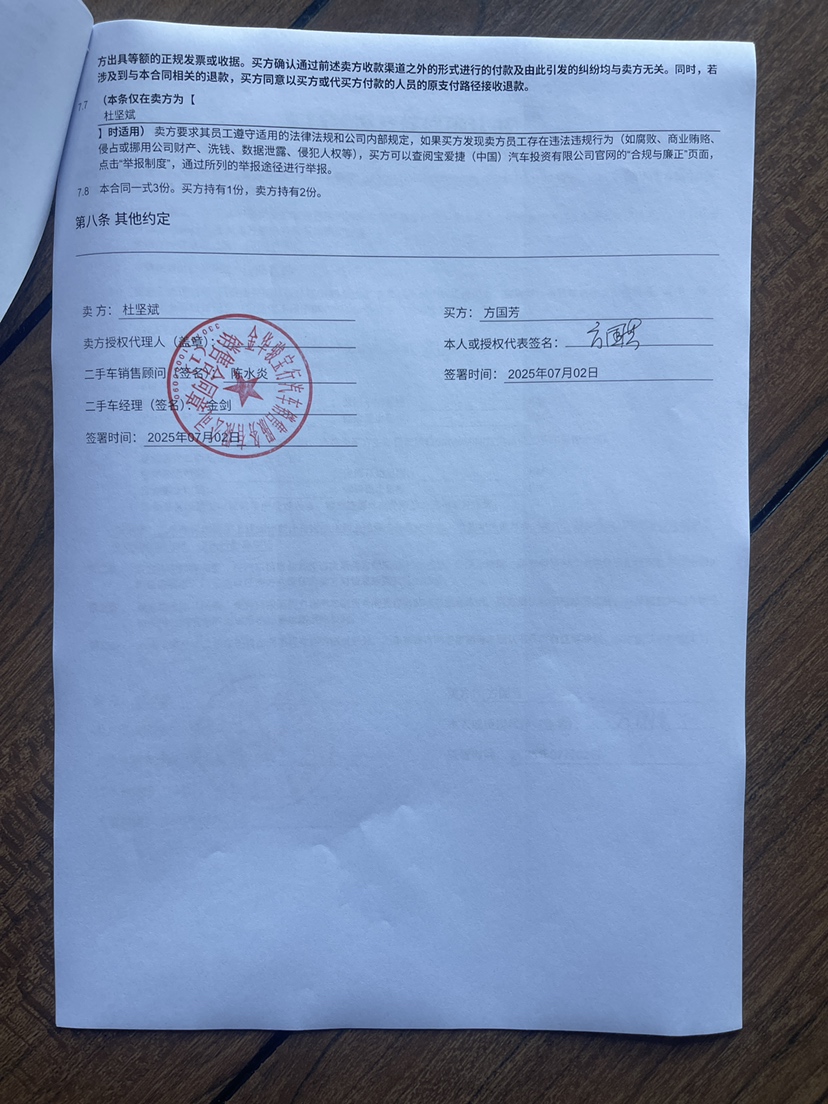 方出具等额的正规发票或收据。买方确认通过前述卖方收款渠道之外的形式进行的付款及由此引发的纠纷均与卖方无关。同时，若
涉及到与本合同相关的退款，买方同意以买方或代买方付款的人员的原支付路径接收退款。
7.7 （本条仅在卖方为【
杜坚斌
】时适用） 卖方要求其员工遵守适用的法律法规和公司内部规定，如果买方发现卖方员工存在违法违规行为（如腐败、商业贿赂、
侵占或挪用公司财产、洗钱、数据泄露、侵犯人权等），买方可以查阅宝爱捷（中国）汽车投资有限公司官网的“合规与廉正”页面，
点击“举报制度”，通过所列的举报途径进行举报。
7.8 本合同一式3份。买方持有1份，卖方持有2份。
第八条 其他约定
卖 方： 杜坚斌
卖方授权代理人（盖章）：
二手车销售顾问（签名）： 陈水炎
二手车经理（签名）： 金剑
签署时间： 2025年07月02日
买方： 方国芳
本人或授权代表签名：
签署时间： 2025年07月02日